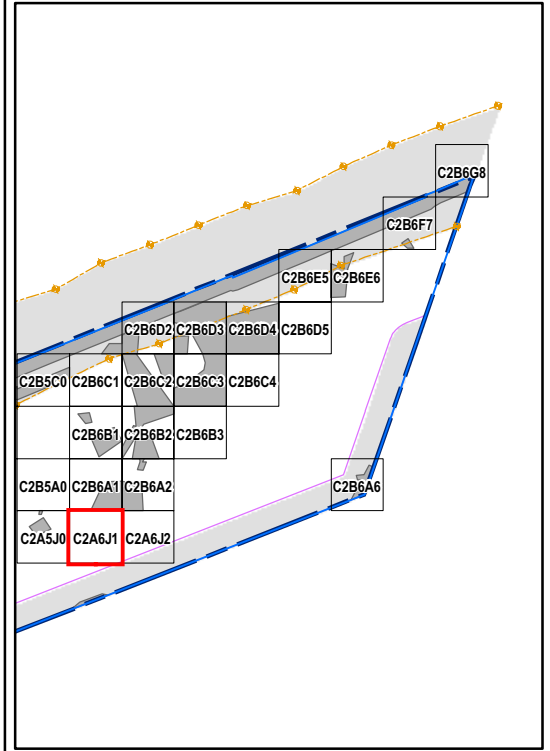 C2B6G8
C2B6F7
C2B6E5 C2B6E6
C2B6D2 C2B6D3 C2B6D4 C2B6D5
C2B5C0 C2B6C1 C2B6C2 C2B6C3 C2B6C4
C2B6B1 C2B6B2 C2B6B3
C2B5A0 C2B6A1 C2B6A2 C2B6A6
C2A5J0 C2A6J1 C2A6J2